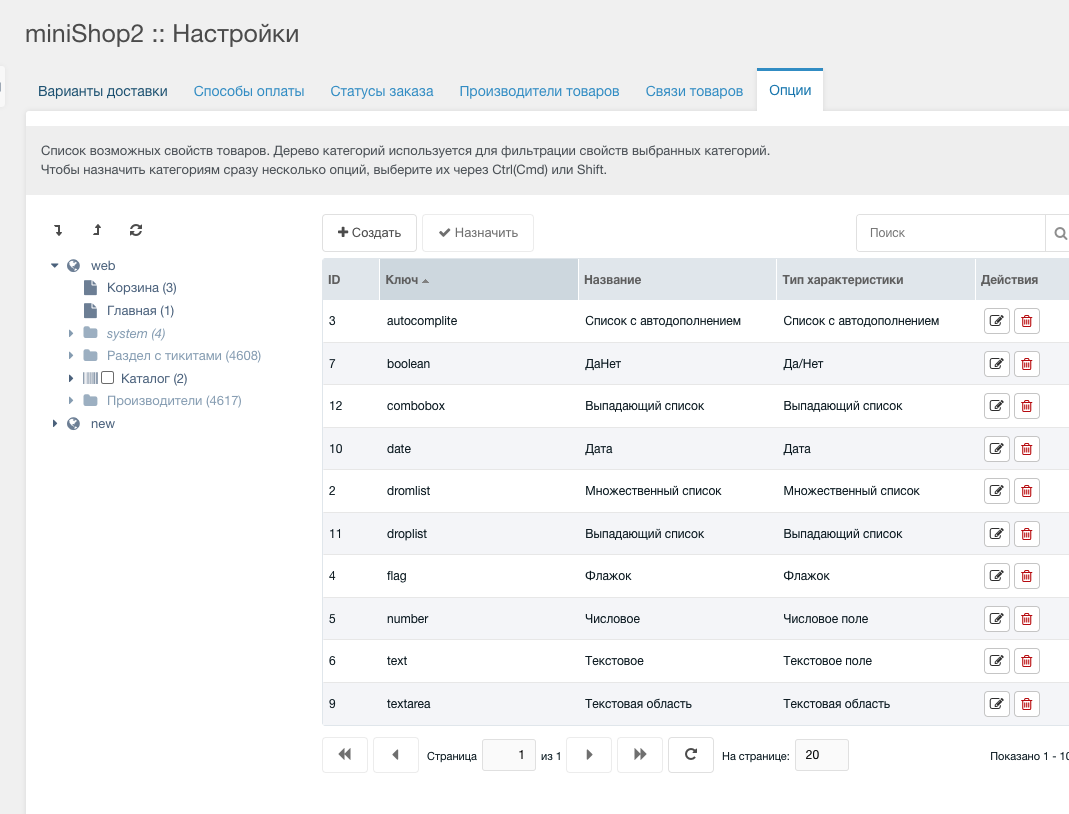 miniShop2 :: Настройки
Варианты доставки Способы оплаты Статусы заказа Производители товаров Связи товаров Опции
Список возможных свойств товаров. Дерево категорий используется для фильтрации свойств выбранных категорий.
Чтобы назначить категориям сразу несколько опций, выберите их через Ctrl(Cmd) или Shift.
Создать Назначить Поиск
web
Корзина (3)
Главная (1)
system (4)
Раздел с тикитами (4608)
Каталог (2)
Производители (4617)
new
ID Ключ Название Тип характеристики Действия
3 autocomplite Список с автодополнением Список с автодополнением
7 boolean ДаНет Да/Нет
12 combobox Выпадающий список Выпадающий список
10 date Дата Дата
2 dromlist Множественный список Множественный список
11 droplist Выпадающий список Выпадающий список
4 flag Флажок Флажок
5 number Числовое Числовое поле
6 text Текстовое Текстовое поле
9 textarea Текстовая область Текстовая область
Страница 1 из 1 На странице: 20 Показано 1 - 10